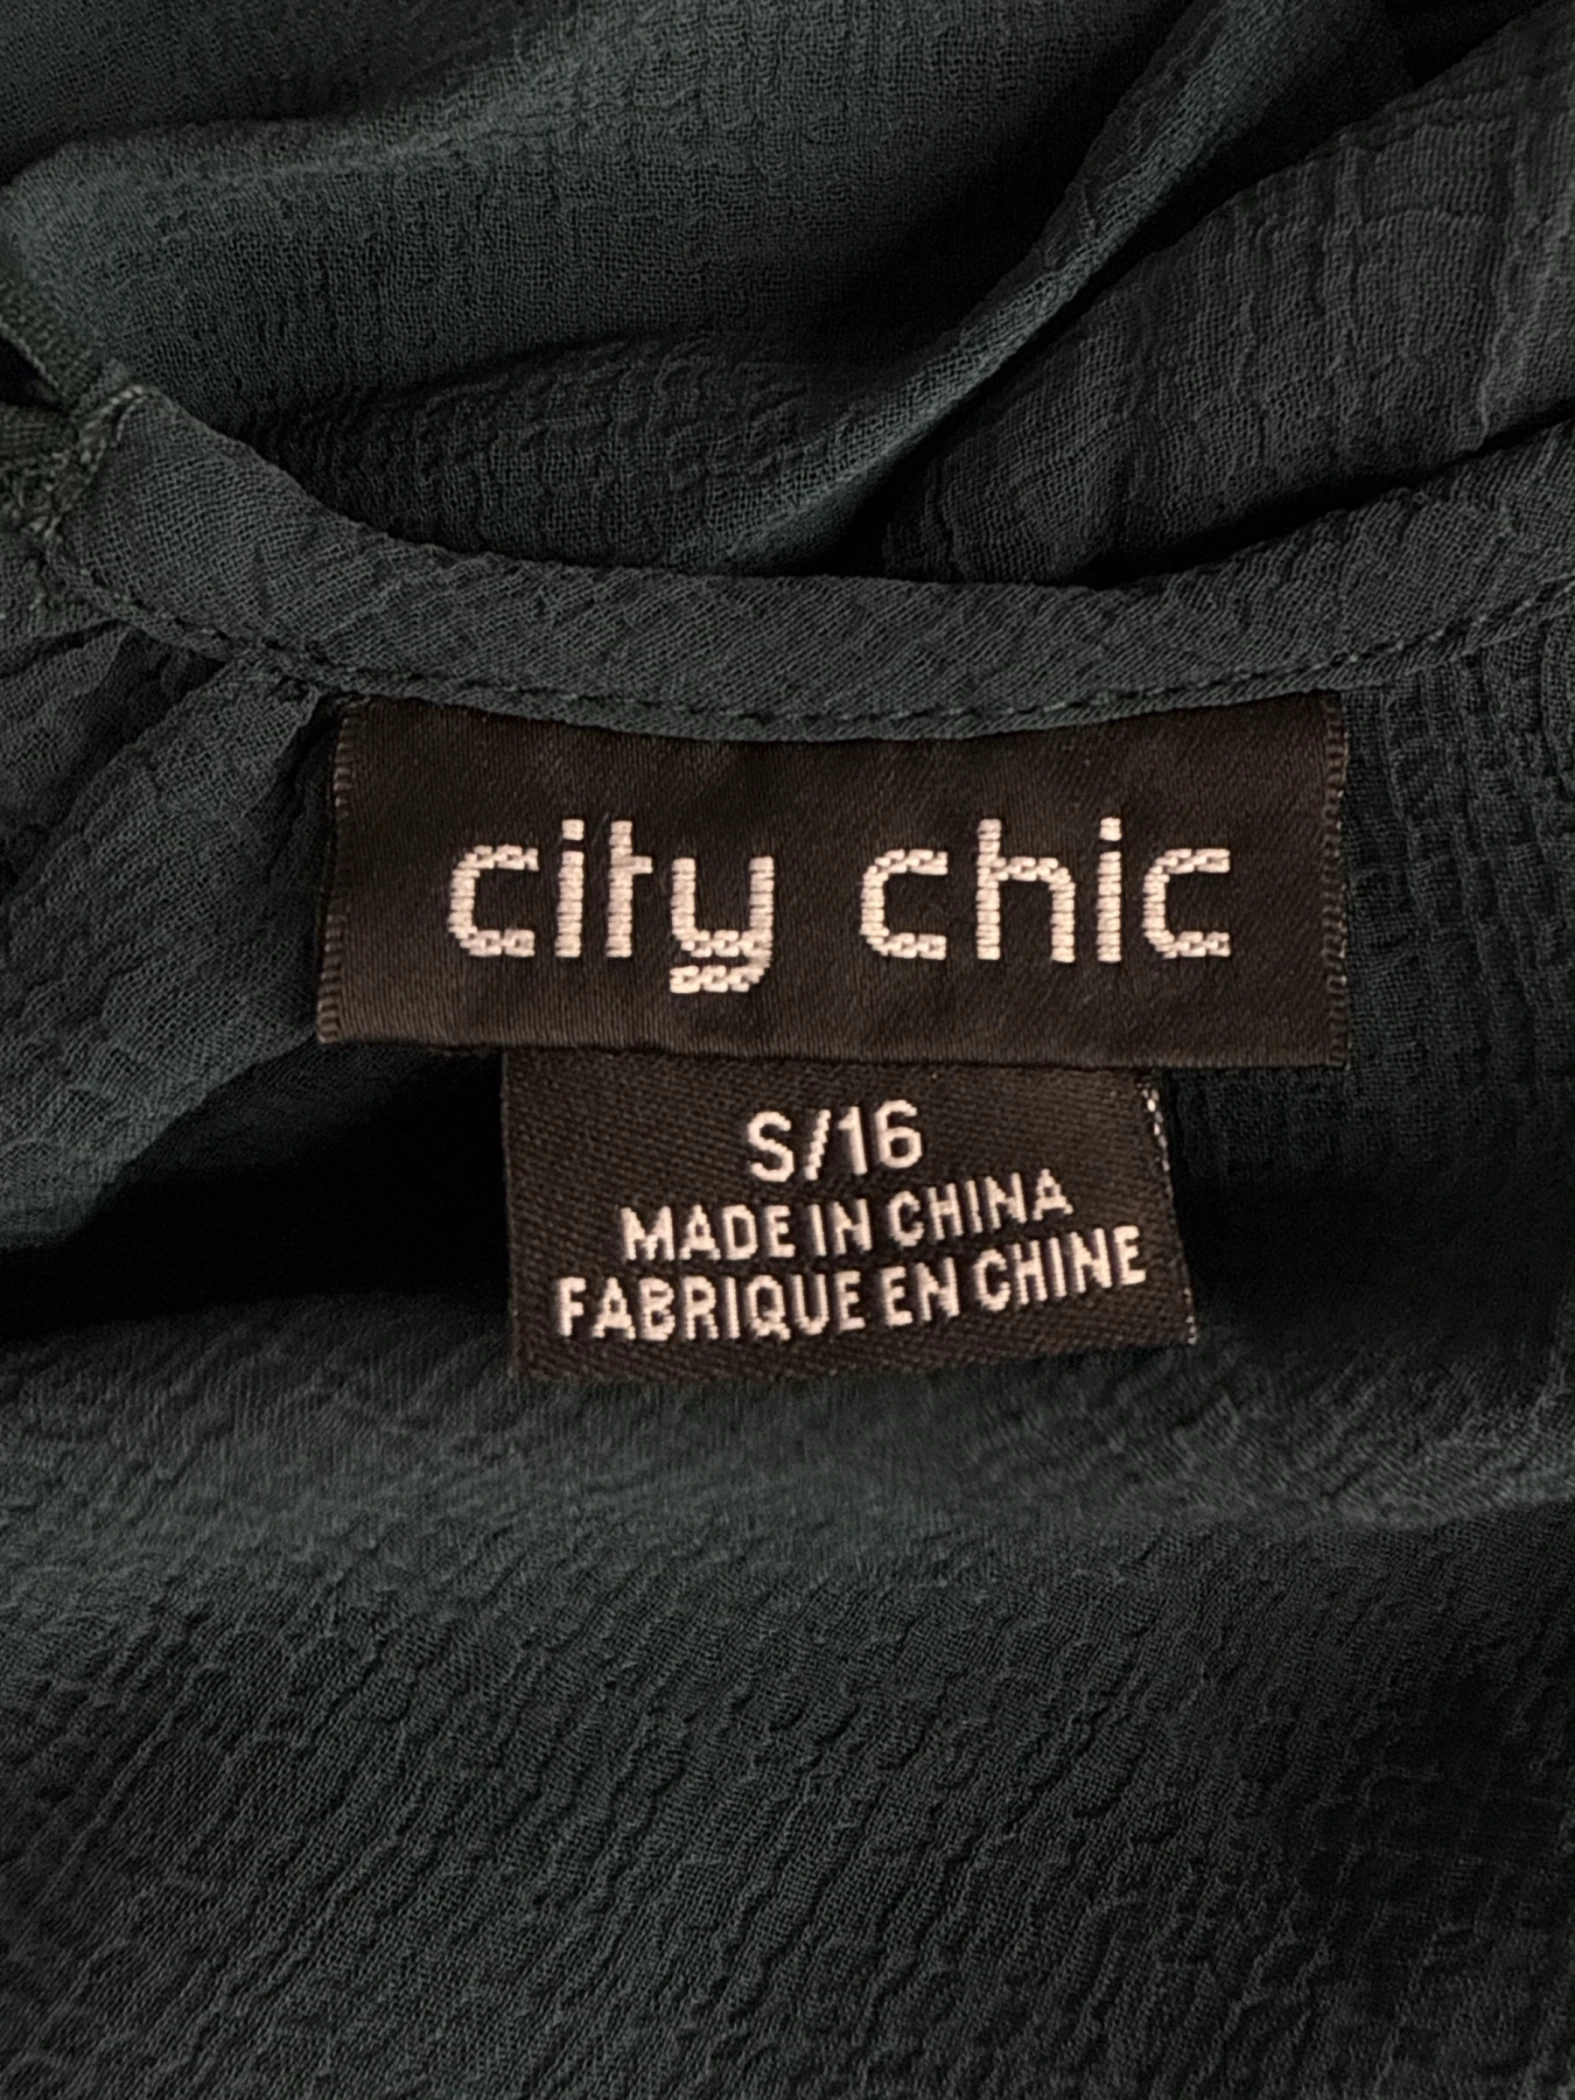 city chic
S/16
MADE IN CHINA
FABRIQUE EN CHINE